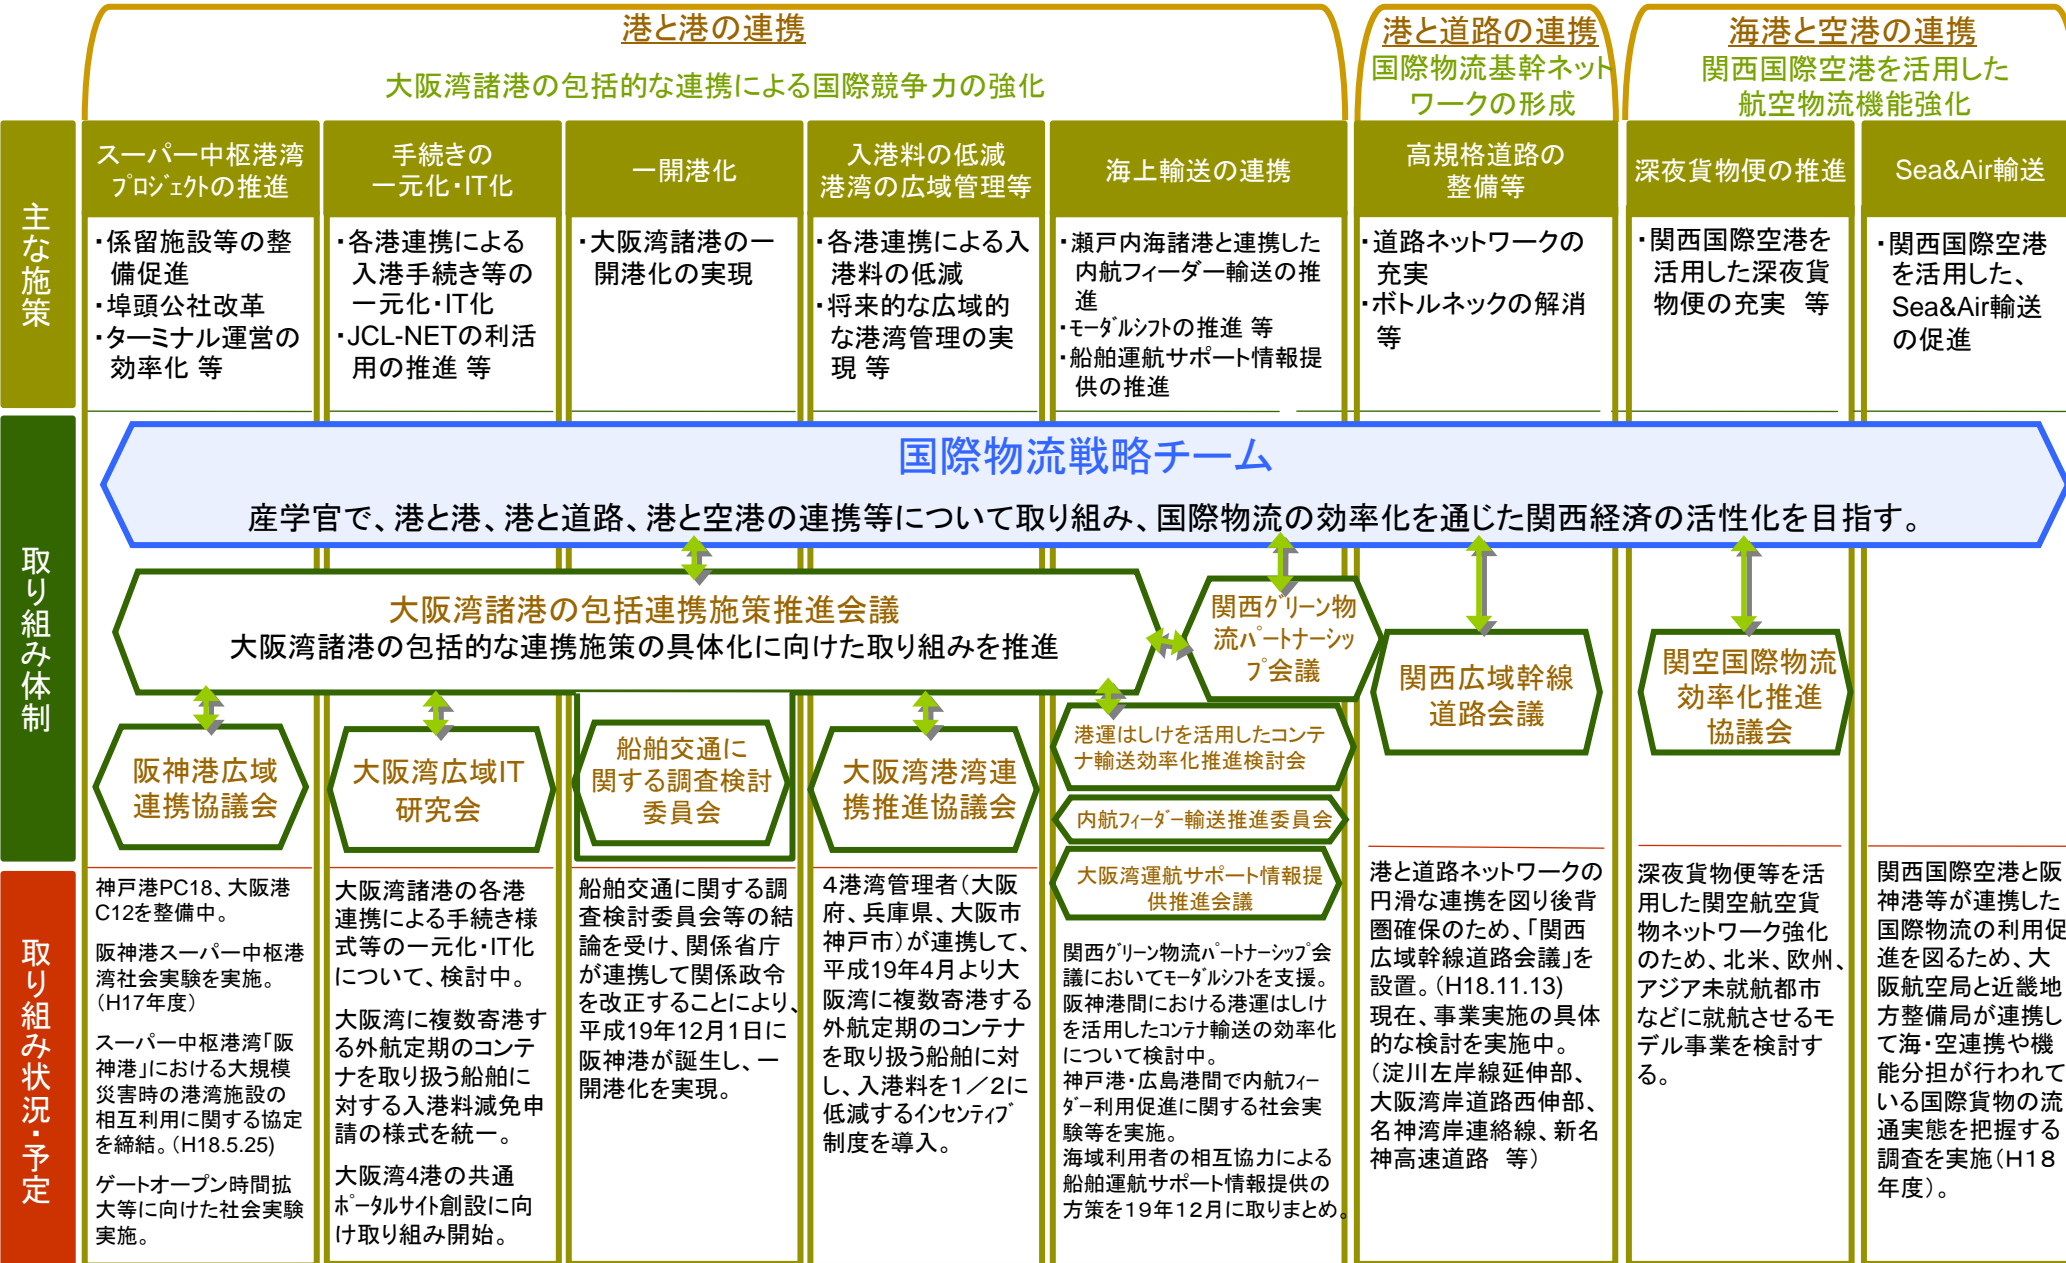 港と港の連携
大阪湾諸港の包括的な連携による国際競争力の強化
港と道路の連携
国際物流基幹ネット
ワークの形成
海港と空港の連携
関西国際空港を活用した
航空物流機能強化
主な施策
スーパー中枢港湾
プロジェクトの推進
手続きの
一元化・IT化
一開港化
入港料の低減
港湾の広域管理等
海上輸送の連携
高規格道路の
整備等
深夜貨物便の推進
Sea&Air輸送
・係留施設等の整
備促進
・埠頭公社改革
・ターミナル運営の
効率化 等
・各港連携による
入港手続き等の
一元化・IT化
・JCL-NETの利活
用の推進 等
・大阪湾諸港の一
開港化の実現
・各港連携による入
港料の低減
・将来的な広域的
な港湾管理の実
現 等
・瀬戸内海諸港と連携した
内航フィーダー輸送の推
進
・モーダルシフトの推進 等
・船舶運航サポート情報提
供の推進
・道路ネットワークの
充実
・ボトルネックの解消
等
・関西国際空港を
活用した深夜貨
物便の充実 等
・関西国際空港
を活用した、
Sea&Air輸送
の促進
取り組み体制
国際物流戦略チーム
産学官で、港と港、港と道路、港と空港の連携等について取り組み、国際物流の効率化を通じた関西経済の活性化を目指す。
大阪湾諸港の包括連携施策推進会議
大阪湾諸港の包括的な連携施策の具体化に向けた取り組みを推進
関西グリーン物
流パートナーシッ
プ会議
関西広域幹線
道路会議
関空国際物流
効率化推進
協議会
阪神港広域
連携協議会
大阪湾広域IT
研究会
船舶交通に
関する調査検討
委員会
大阪湾港湾連
携推進協議会
港運はしけを活用したコンテ
ナ輸送効率化推進検討会
内航フィーダー輸送推進委員会
大阪湾運航サポート情報提
供推進会議
取り組み状況・予定
神戸港PC18、大阪港
C12を整備中。
阪神港スーパー中枢港
湾社会実験を実施。
（H17年度）
スーパー中枢港湾「阪
神港」における大規模
災害時の港湾施設の
相互利用に関する協定
を締結。（H18.5.25)
ゲートオープン時間拡
大等に向けた社会実験
実施。
大阪湾諸港の各港
連携による手続き様
式等の一元化・IT化
について、検討中。
大阪湾に複数寄港す
る外航定期のコンテ
ナを取り扱う船舶に
対する入港料減免申
請の様式を統一。
大阪湾4港の共通
ポータルサイト創設に向
け取り組み開始。
船舶交通に関する調
査検討委員会等の結
論を受け、関係省庁
が連携して関係政令
を改正することにより、
平成19年12月1日に
阪神港が誕生し、一
開港化を実現。
4港湾管理者（大阪
府、兵庫県、大阪市
神戸市）が連携して、
平成19年4月より大
阪湾に複数寄港する
外航定期のコンテナ
を取り扱う船舶に対
し、入港料を１／２に
低減するインセンティブ
制度を導入。
関西グリーン物流パートナーシップ会
議においてモーダルシフトを支援。
阪神港間における港運はしけ
を活用したコンテナ輸送の効率化
について検討中。
神戸港・広島港間で内航フィー
ダー利用促進に関する社会実
験等を実施。
海域利用者の相互協力による
船舶運航サポート情報提供の
方策を19年12月に取りまとめ。
港と道路ネットワークの
円滑な連携を図り後背
圏確保のため、「関西
広域幹線道路会議」を
設置。（H18.11.13)
現在、事業実施の具体
的な検討を実施中。
（淀川左岸線延伸部、
大阪湾岸道路西伸部、
名神湾岸連絡線、新名
神高速道路 等）
深夜貨物便等を活
用した関空航空貨
物ネットワーク強化
のため、北米、欧州、
アジア未就航都市
などに就航させるモ
デル事業を検討す
る。
関西国際空港と阪
神港等が連携した
国際物流の利用促
進を図るため、大
阪航空局と近畿地
方整備局が連携し
て海・空連携や機
能分担が行われて
いる国際貨物の流
通実態を把握する
調査を実施（H１８
年度）。